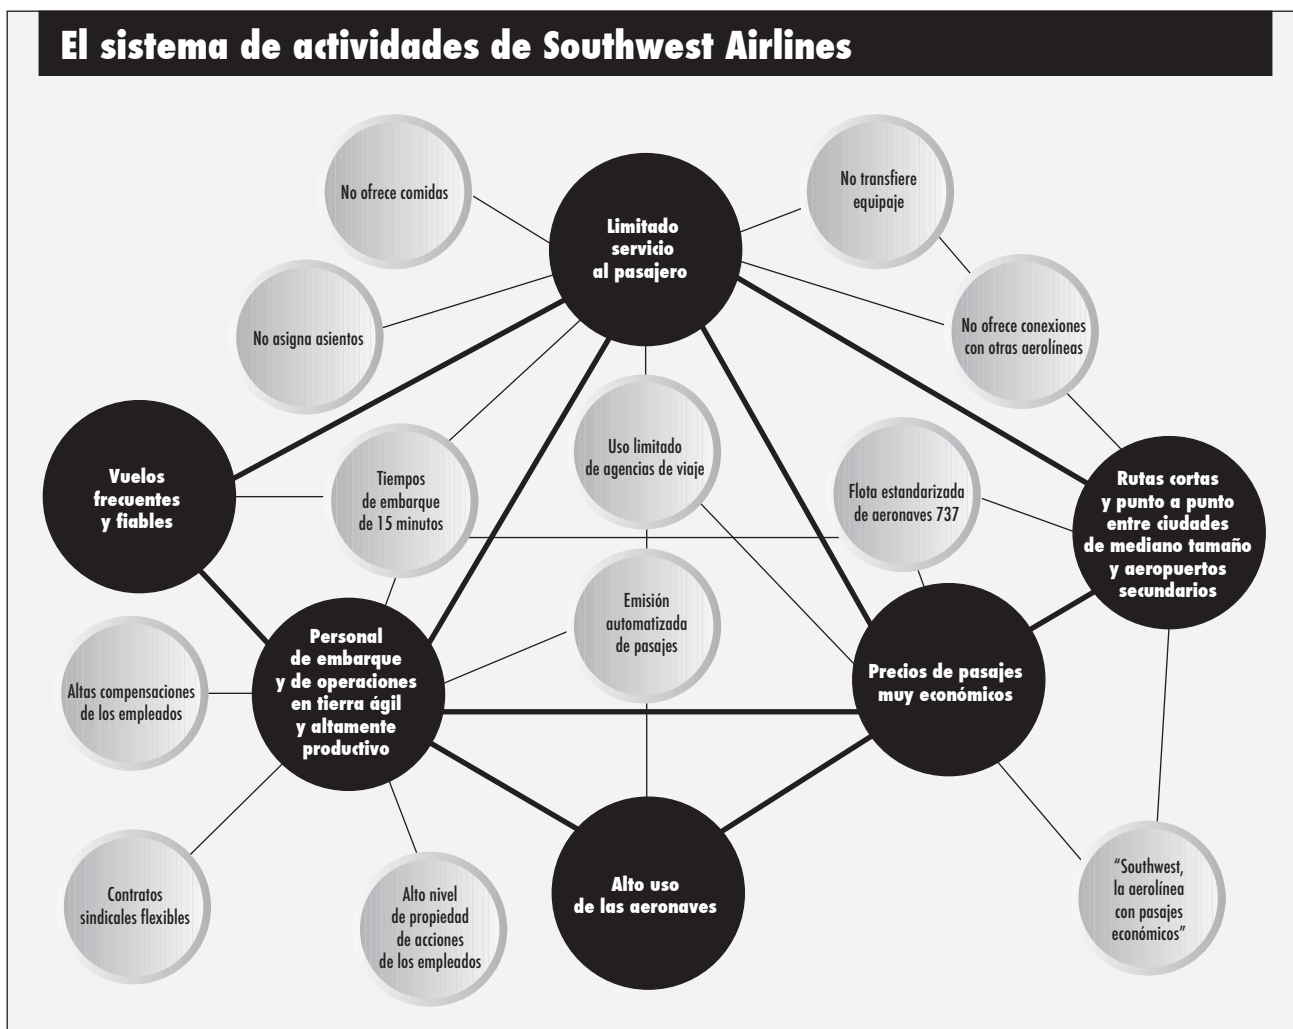 El sistema de actividades de Southwest Airlines
No ofrece comidas
Limitado
servicio
al pasajero
No transfiere
equipaje
No asigna asientos
No ofrece conexiones
con otras aerolíneas
Vuelos
frecuentes
y fiables
Tiempos
de embarque
de 15 minutos
Uso limitado
de agencias de viaje
Flota estandarizada
de aeronaves 737
Rutas cortas
y punto a punto
entre ciudades
de mediano tamaño
y aeropuertos
secundarios
Altas compensaciones
de los empleados
Personal
de embarque
y de operaciones
en tierra ágil
y altamente
productivo
Emisión
automatizada
de pasajes
Precios de pasajes
muy económicos
Contratos
sindicales flexibles
Alto nivel
de propiedad
de acciones
de los empleados
Alto uso
de las aeronaves
“Southwest,
la aerolínea
con pasajes
económicos”